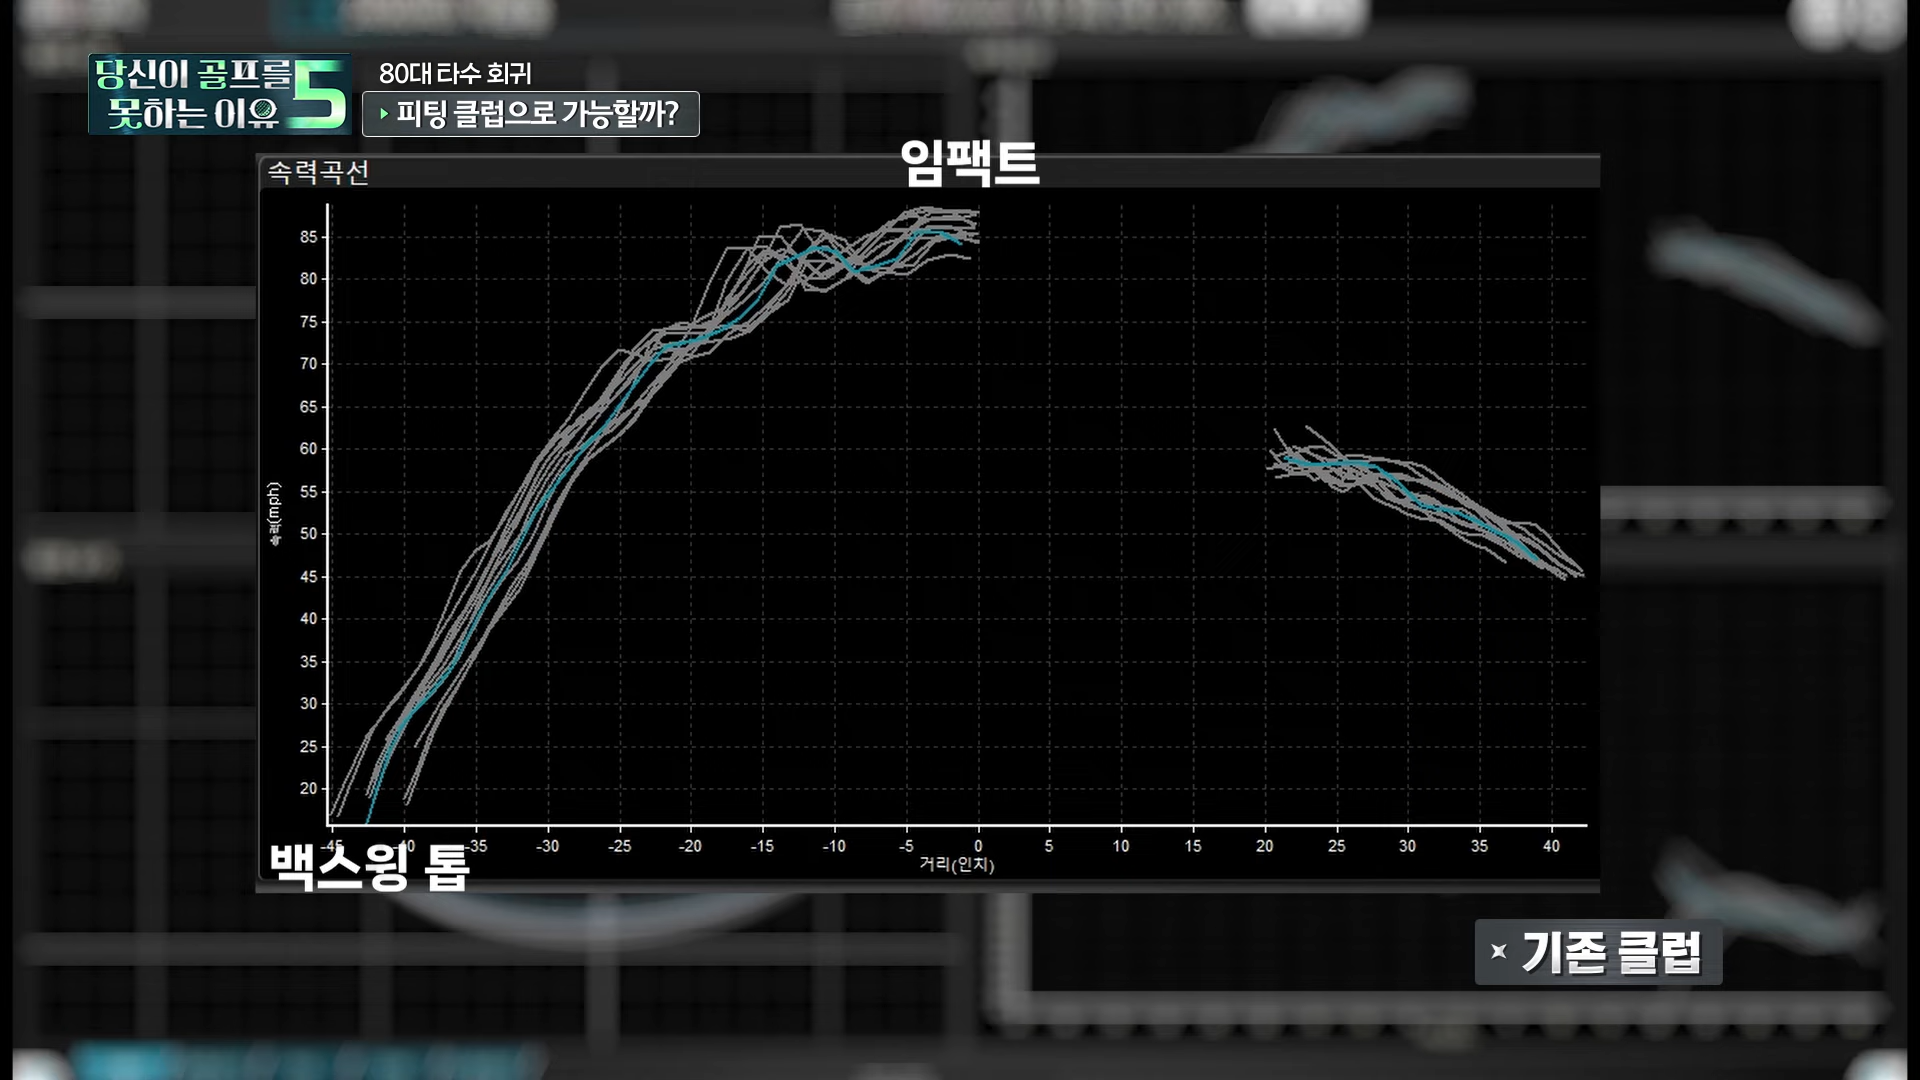 당신이 골프를
못하는 이유 5
80대 타수 회귀
피팅 클럽으로 가능할까?
임팩트
속력곡선
85
80
75
70
65
60
55
50
45
40
35
30
25
20
속력(mph)
-45 -40 -35 -30 -25 -20 -15 -10 -5 0 5 10 15 20 25 30 35 40
거리(인치)
백스윙 톱
기존 클럽